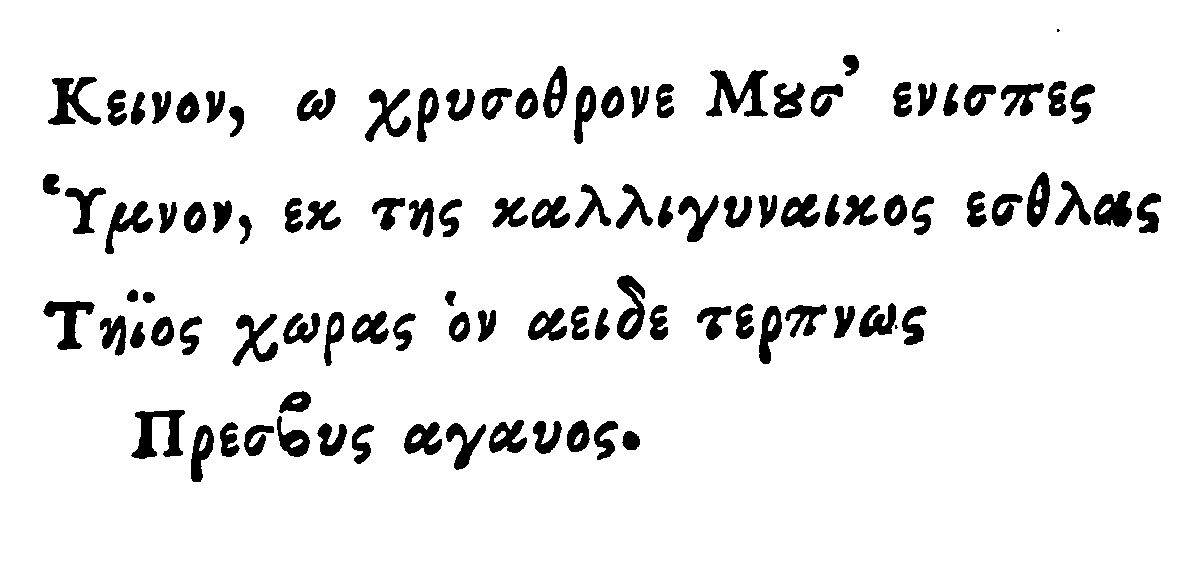 Κεινον, ω χρυσοθρονε Μȣσ’ ενισπες
Ὑμνον, εκ της καλλιγυναικος εσθλας
Τηϊος χωρας ὁν αειδε τερπνως
Πρεσϐυς αγαυος.